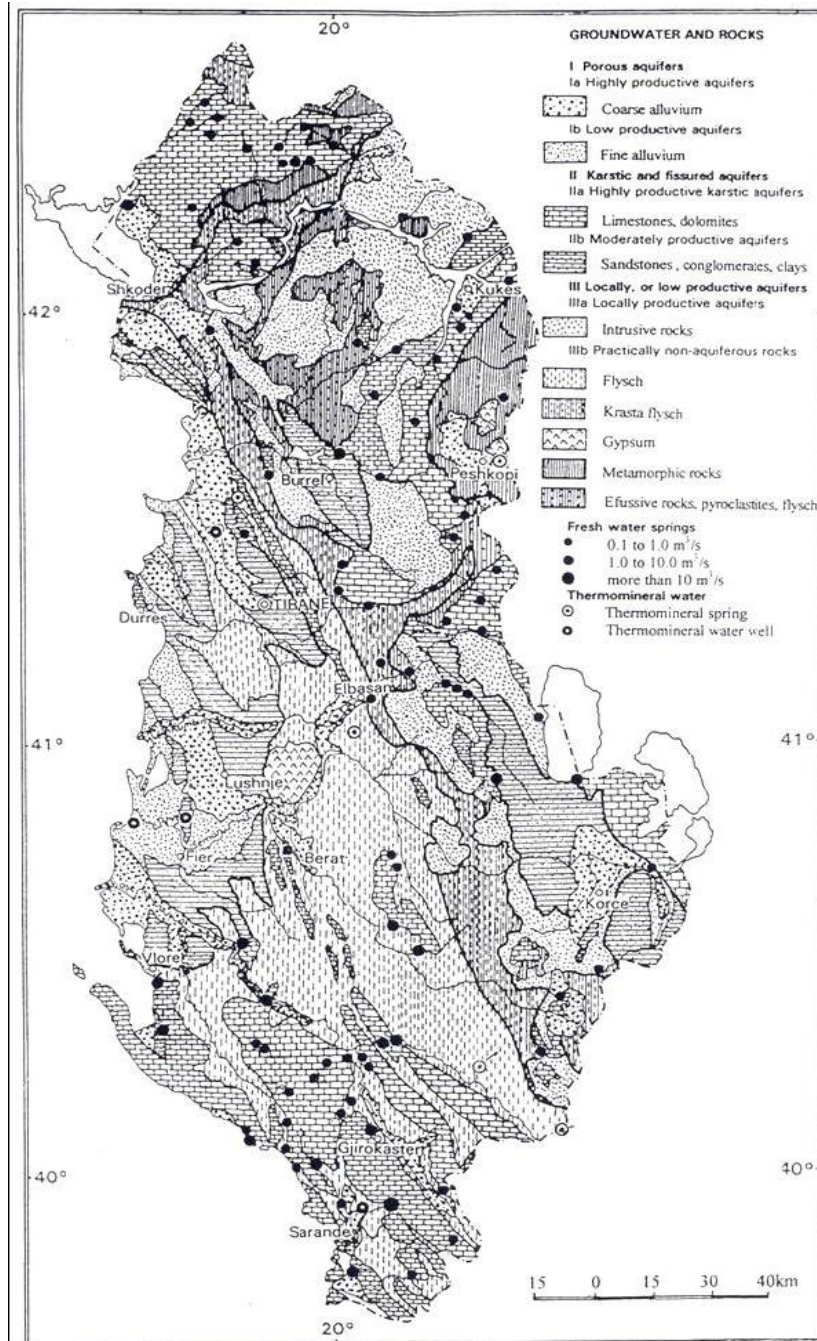 20°
GROUNDWATER AND ROCKS
I Porous aquifers
Ia Highly productive aquifers
Coarse alluvium
Ib Low productive aquifers
Fine alluvium
II Karstic and fissured aquifers
IIa Highly productive karstic aquifers
Limestones, dolomites
IIb Moderately productive aquifers
Sandstones, conglomerates, clays
III Locally, or low productive aquifers
IIIa Locally productive aquifers
Intrusive rocks
IIIb Practically non-aquiferous rocks
Flysch
Krasta flysch
Gypsum
Metamorphic rocks
Efussive rocks, pyroclastites, flysch
Fresh water springs
0.1 to 1.0 m³/s
1.0 to 10.0 m³/s
more than 10 m³/s
Thermomineral water
Thermomineral spring
Thermomineral water well
Shkoder
Kukes
42°
Peshkopi
Burrel
TIRANE
Durres
Elbasan
41°
41°
Lushnje
Fier
Berat
Korce
Vlore
Gjirokaster
40°
40°
Sarande
15 0 15 30 40km
20°